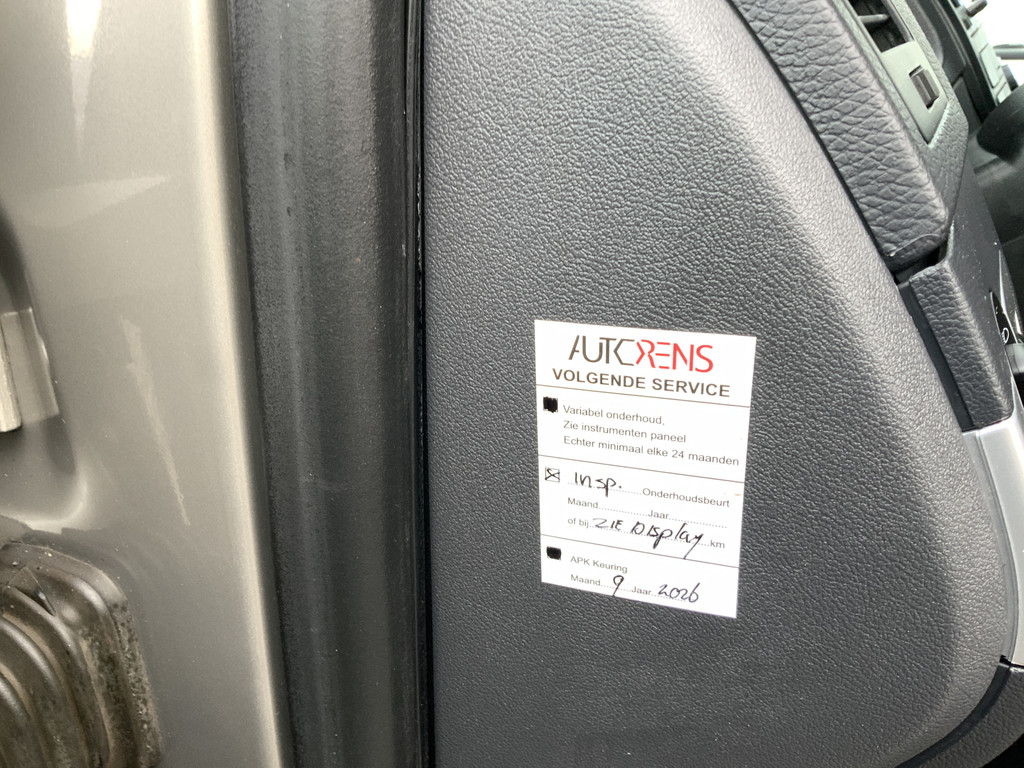 AUTORENS
VOLGENDE SERVICE
Variabel onderhoud,
Zie instrumenten paneel
Echter minimaal elke 24 maanden
insp. Onderhoudsbeurt
Maand..................Jaar..................
of bij ZIE DISPlay km
APK Keuring
Maand 9 Jaar 2026